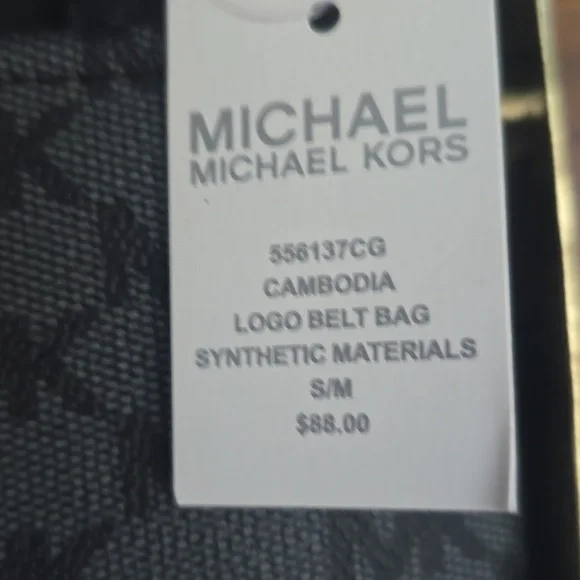 MICHAEL
MICHAEL KORS
556137CG
CAMBODIA
LOGO BELT BAG
SYNTHETIC MATERIALS
S/M
$88.00